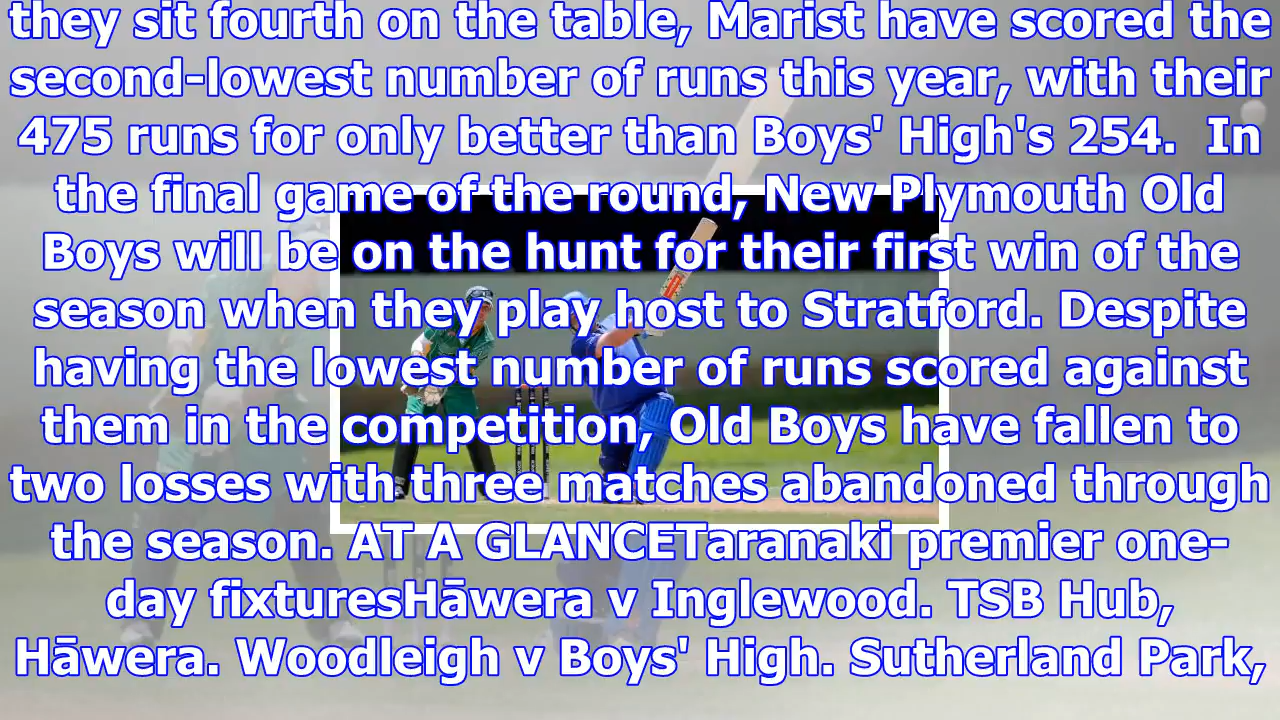 they sit fourth on the table, Marist have scored the
second-lowest number of runs this year, with their
475 runs for only better than Boys' High's 254.  In
the final game of the round, New Plymouth Old
Boys will be on the hunt for their first win of the
season when they play host to Stratford. Despite
having the lowest number of runs scored against
them in the competition, Old Boys have fallen to
two losses with three matches abandoned through
the season. AT A GLANCETaranaki premier one-
day fixturesHāwera v Inglewood. TSB Hub,
Hāwera. Woodleigh v Boys' High. Sutherland Park,